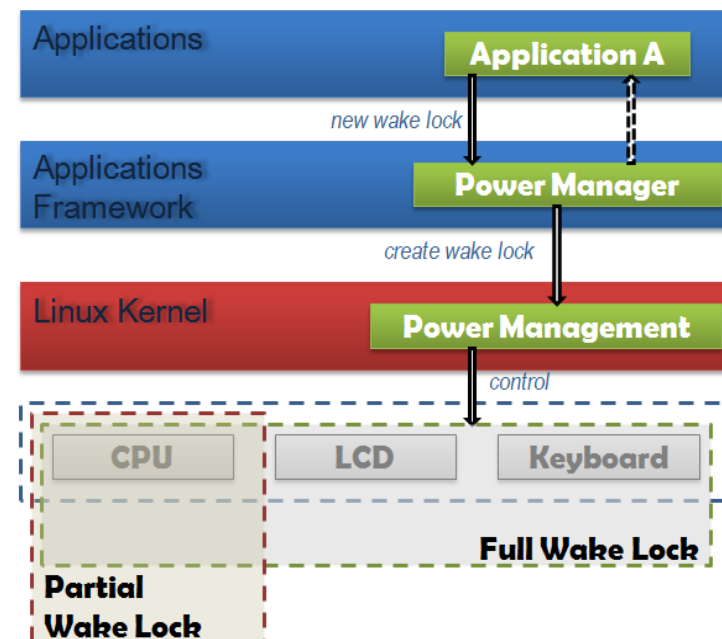 Applications
Application A
new wake lock
Applications
Framework
Power Manager
create wake lock
Linux Kernel
Power Management
control
CPU
LCD
Keyboard
Full Wake Lock
Partial
Wake Lock